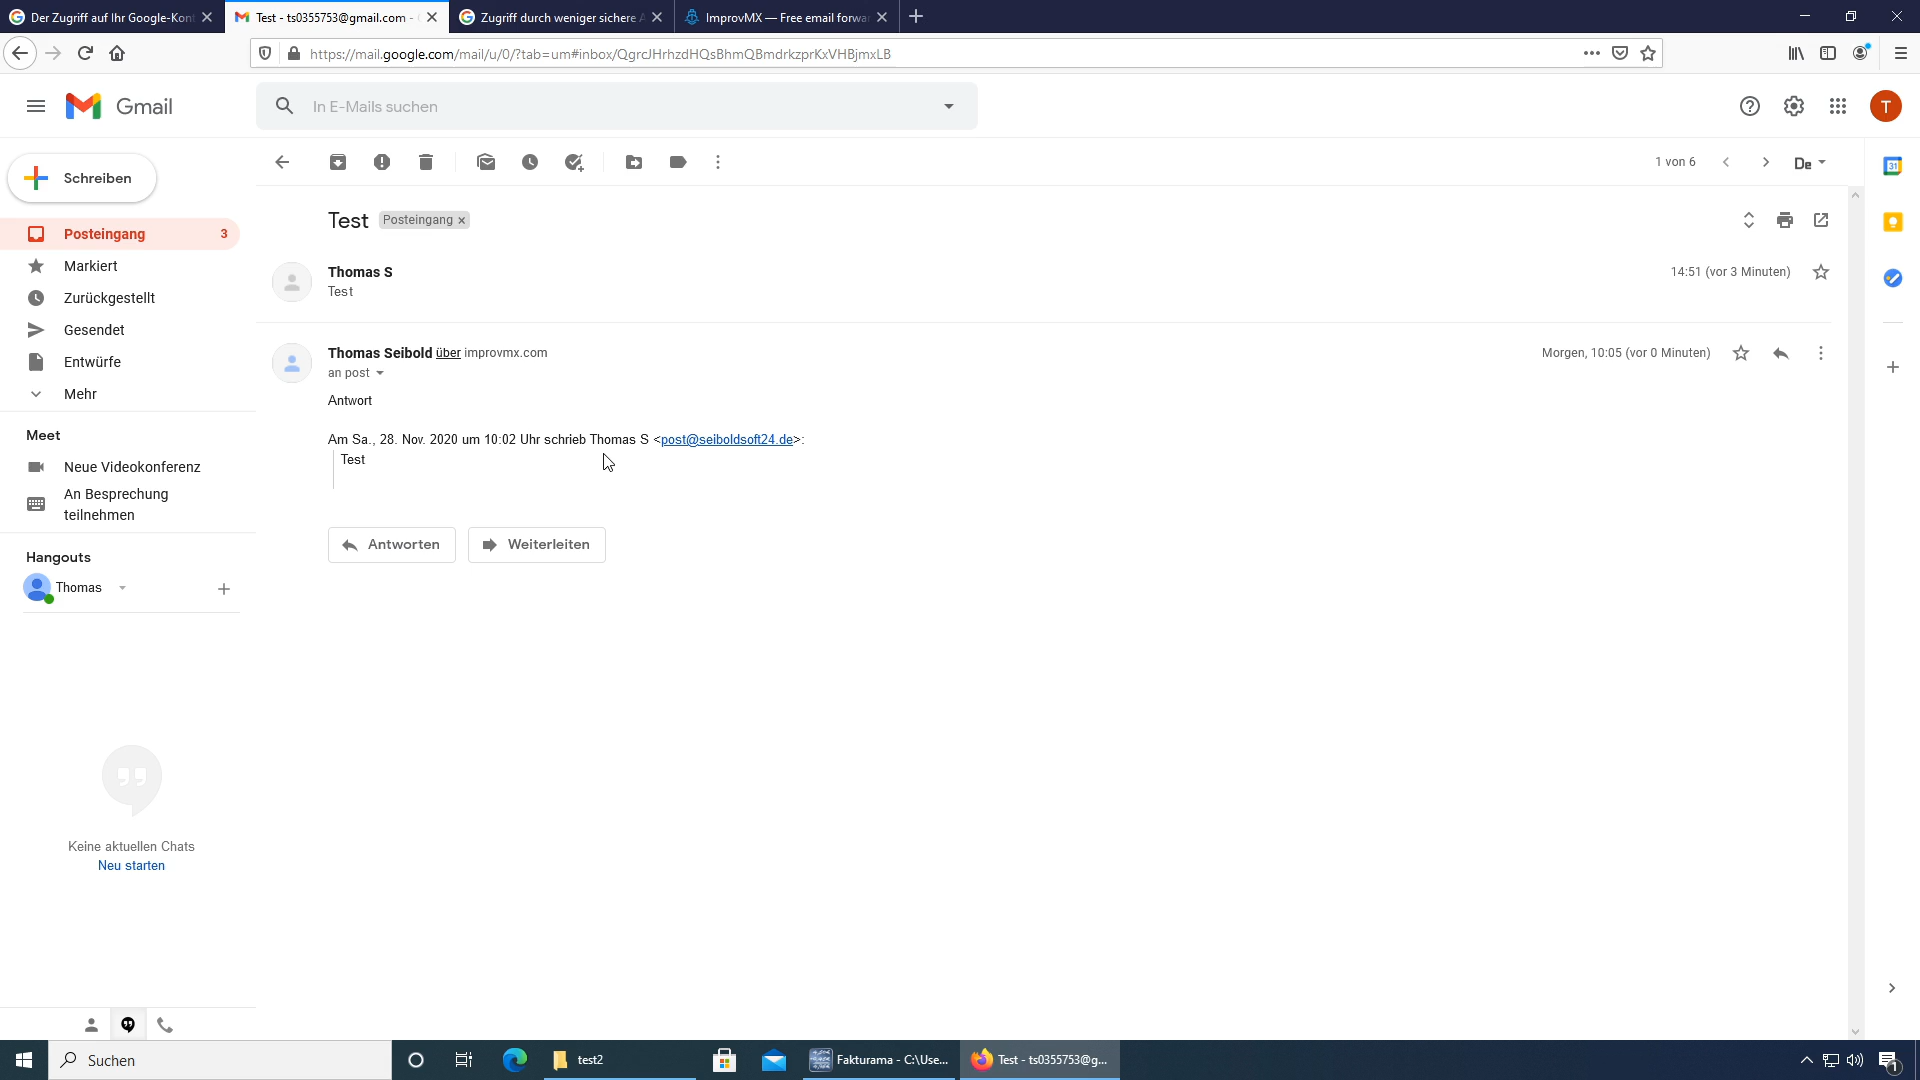 Der Zugriff auf Ihr Google-Kont
Test - ts0355753@gmail.com -
Zugriff durch weniger sichere A
ImprovMX — Free email forwa
https://mail.google.com/mail/u/0/?tab=um#inbox/QgrcJHrhzdHQsBhmQBmdrkzprKxVHBjmxLB
Gmail
In E-Mails suchen
T
Schreiben
1 von 6
De
31
Test
Posteingang
Posteingang
3
Markiert
Zurückgestellt
Gesendet
Entwürfe
Mehr
Thomas S
14:51 (vor 3 Minuten)
Test
Thomas Seibold über improvmx.com
Morgen, 10:05 (vor 0 Minuten)
an post
Antwort
Am Sa., 28. Nov. 2020 um 10:02 Uhr schrieb Thomas S <post@seiboldsoft24.de>:
Test
Antworten
Weiterleiten
Meet
Neue Videokonferenz
An Besprechung
teilnehmen
Hangouts
Thomas
Keine aktuellen Chats
Neu starten
Suchen
test2
Fakturama - C:\Use...
Test - ts0355753@g...
1